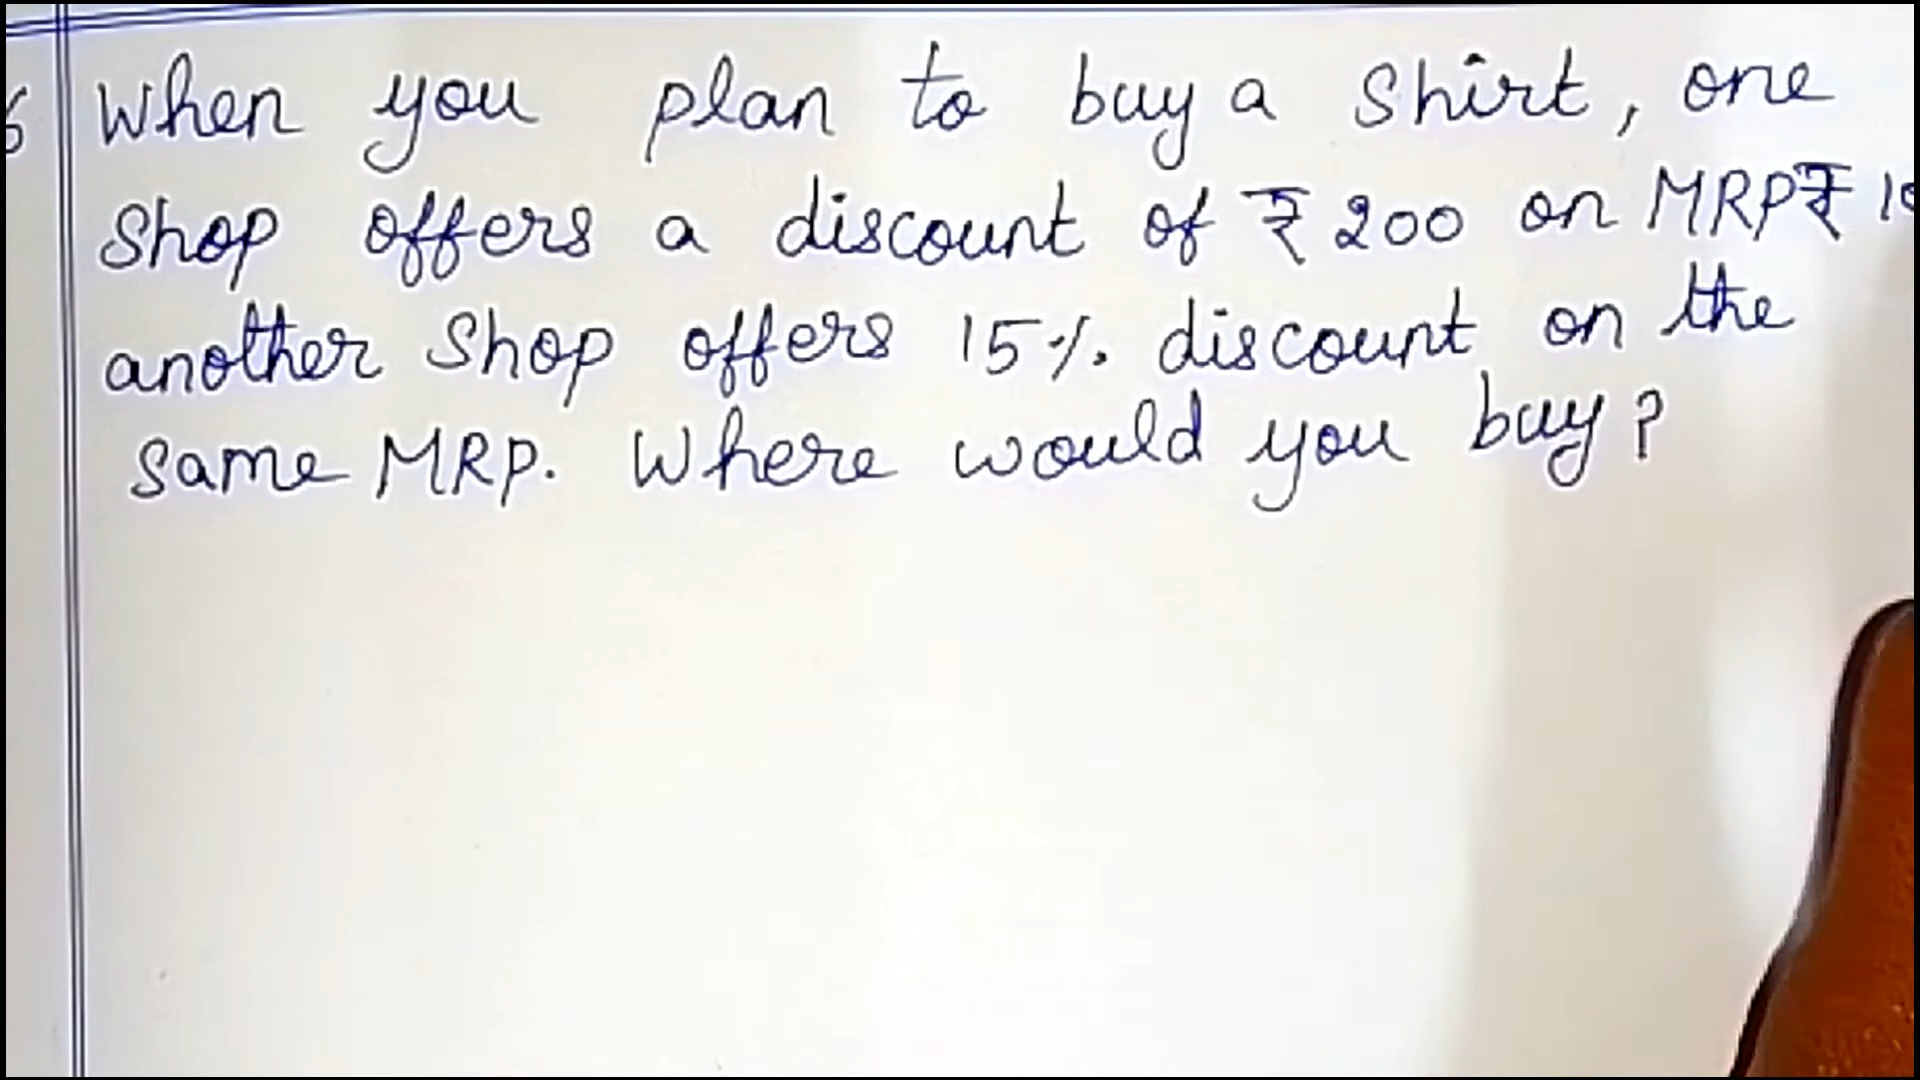 When you plan to buy a Shirt, one
Shop offers a discount of ₹ 200 on MRP ₹
another Shop offers 15% discount on the
same MRP. Where would you buy?